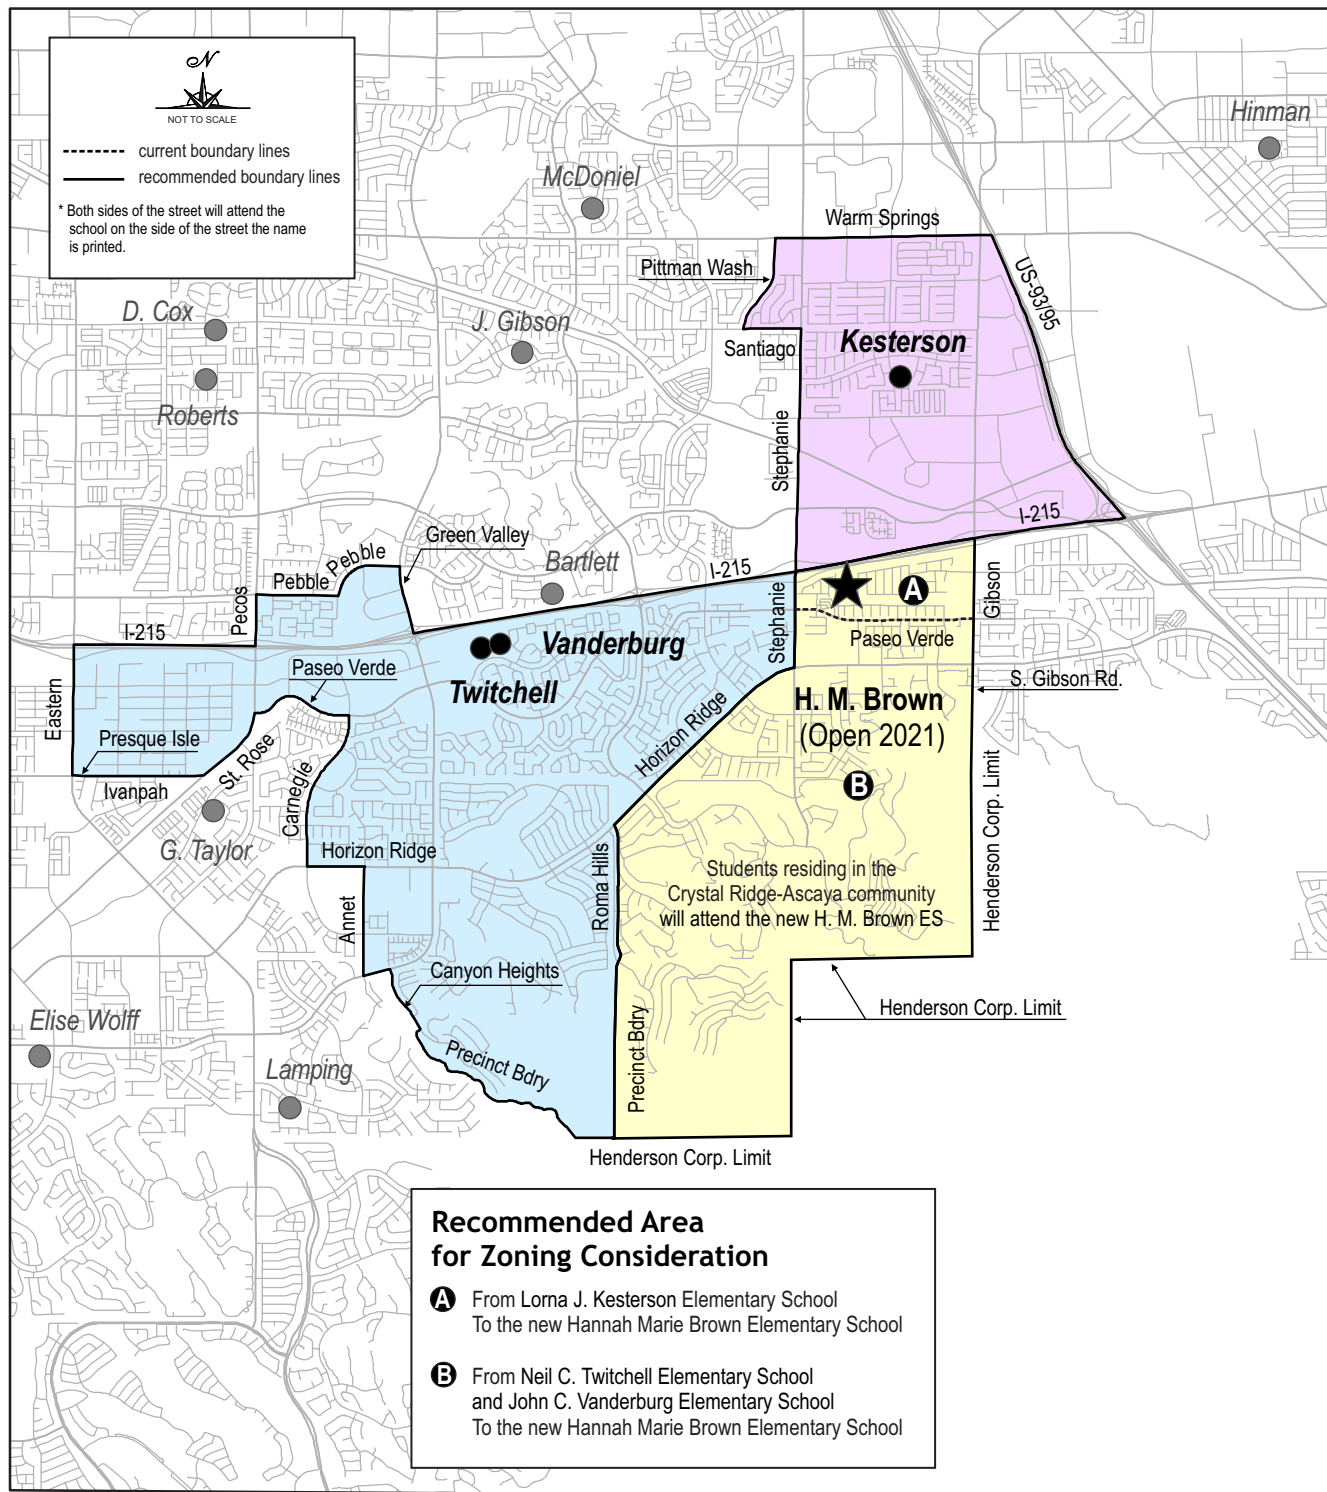 N
NOT TO SCALE
current boundary lines
recommended boundary lines
* Both sides of the street will attend the
school on the side of the street the name
is printed.
Hinman
McDoniel
Warm Springs
Pittman Wash
US-93/95
D. Cox
J. Gibson
Santiago
Kesterson
Roberts
Stephanie
I-215
Green Valley
Pebble
Pebble
Bartlett
I-215
Pecos
I-215
A
Gibson
Stephanie
Paseo Verde
Vanderburg
Paseo Verde
S. Gibson Rd.
Twitchell
Eastern
H. M. Brown
(Open 2021)
Horizon Ridge
Presque Isle
St. Rose
Ivanpah
Carnegie
B
Henderson Corp. Limit
G. Taylor
Horizon Ridge
Roma Hills
Students residing in the
Crystal Ridge-Ascaya community
will attend the new H. M. Brown ES
Annet
Canyon Heights
Henderson Corp. Limit
Elise Wolff
Precinct Bdry
Precinct Bdry
Lamping
Henderson Corp. Limit
Recommended Area
for Zoning Consideration
A From Lorna J. Kesterson Elementary School
To the new Hannah Marie Brown Elementary School
B From Neil C. Twitchell Elementary School
and John C. Vanderburg Elementary School
To the new Hannah Marie Brown Elementary School